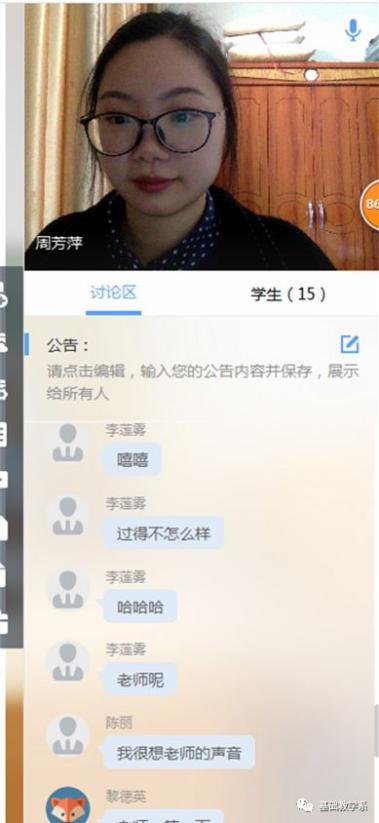 86
周芳萍
讨论区
学生（15）
公告：
请点击编辑，输入您的公告内容并保存，展示
给所有人
李莲雾
嘻嘻
李莲雾
过得不怎么样
李莲雾
哈哈哈
李莲雾
老师呢
陈丽
我很想老师的声音
黎德英
基础教学系